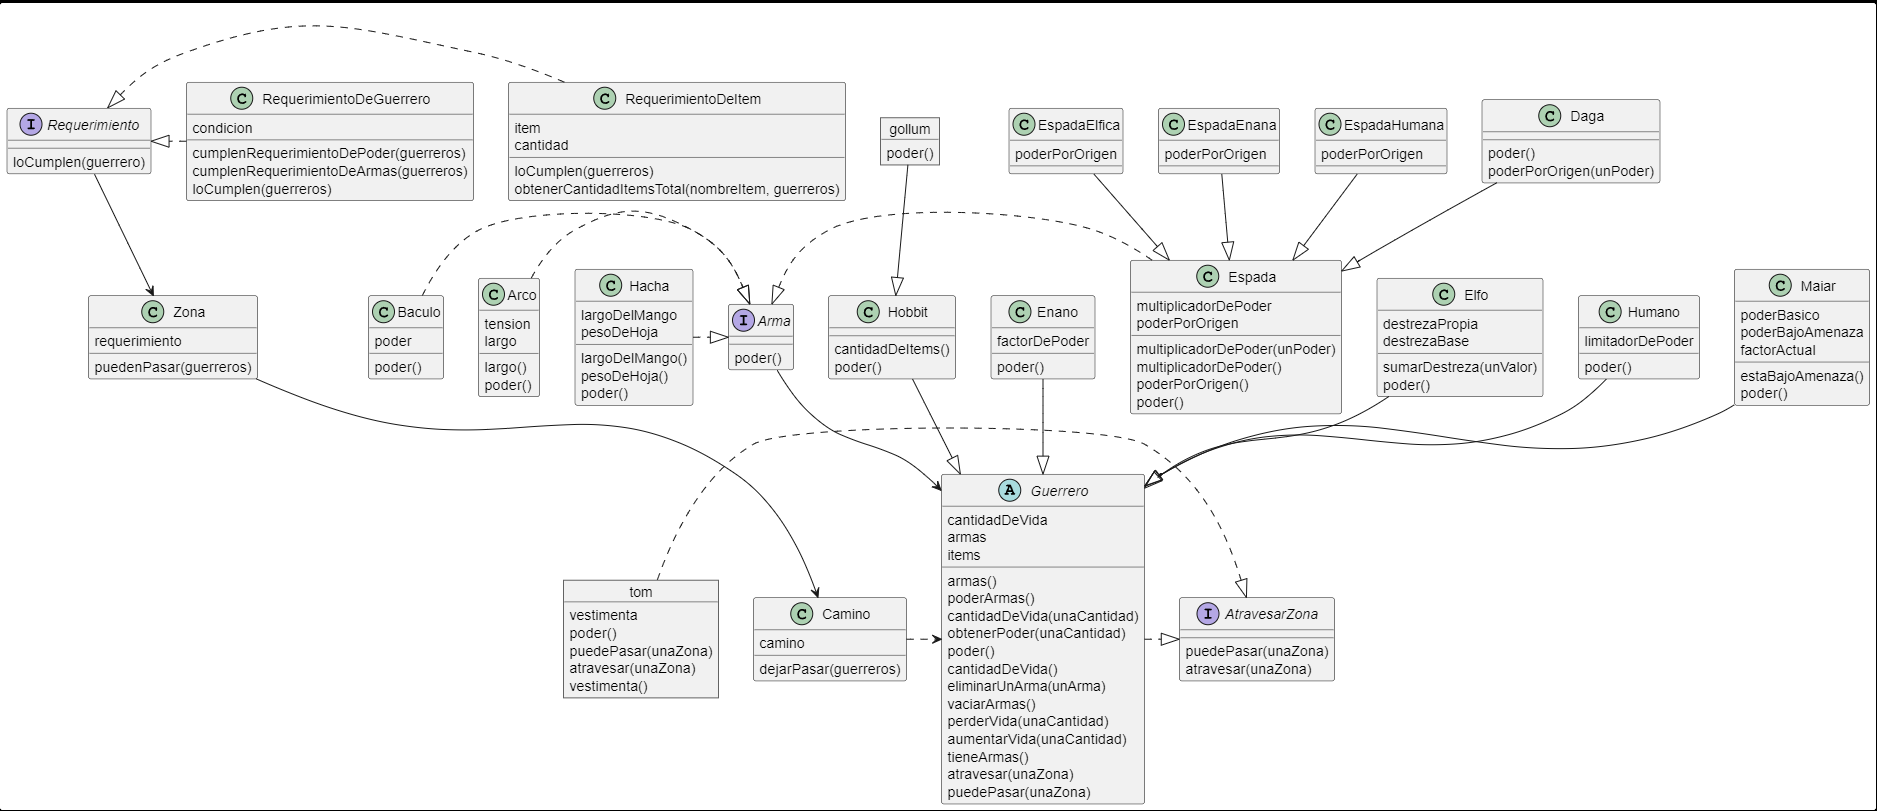 I Requerimiento
loCumplen(guerrero)
C RequerimientoDeGuerrero
condicion
cumplenRequerimientoDePoder(guerreros)
cumplenRequerimientoDeArmas(guerreros)
loCumplen(guerreros)
C RequerimientoDeItem
item
cantidad
loCumplen(guerreros)
obtenerCantidadItemsTotal(nombreItem, guerreros)
gollum
poder()
C EspadaElfica
poderPorOrigen
C EspadaEnana
poderPorOrigen
C EspadaHumana
poderPorOrigen
C Daga
poder()
poderPorOrigen(unPoder)
C Zona
requerimiento
puedenPasar(guerreros)
C Baculo
poder
poder()
C Arco
tension
largo
largo()
poder()
C Hacha
largoDelMango
pesoDeHoja
largoDelMango()
pesoDeHoja()
poder()
I Arma
poder()
C Hobbit
cantidadDeItems()
poder()
C Enano
factorDePoder
poder()
C Espada
multiplicadorDePoder
poderPorOrigen
multiplicadorDePoder(unPoder)
multiplicadorDePoder()
poderPorOrigen()
poder()
C Elfo
destrezaPropia
destrezaBase
sumarDestreza(unValor)
poder()
C Humano
limitadorDePoder
poder()
C Maiar
poderBasico
poderBajoAmenaza
factorActual
estaBajoAmenaza()
poder()
tom
vestimenta
poder()
puedePasar(unaZona)
atravesar(unaZona)
vestimenta()
C Camino
camino
dejarPasar(guerreros)
A Guerrero
cantidadDeVida
armas
items
armas()
poderArmas()
cantidadDeVida(unaCantidad)
obtenerPoder(unaCantidad)
poder()
cantidadDeVida()
eliminarUnArma(unArma)
vaciarArmas()
perderVida(unaCantidad)
aumentarVida(unaCantidad)
tieneArmas()
atravesar(unaZona)
puedePasar(unaZona)
I AtravesarZona
puedePasar(unaZona)
atravesar(unaZona)